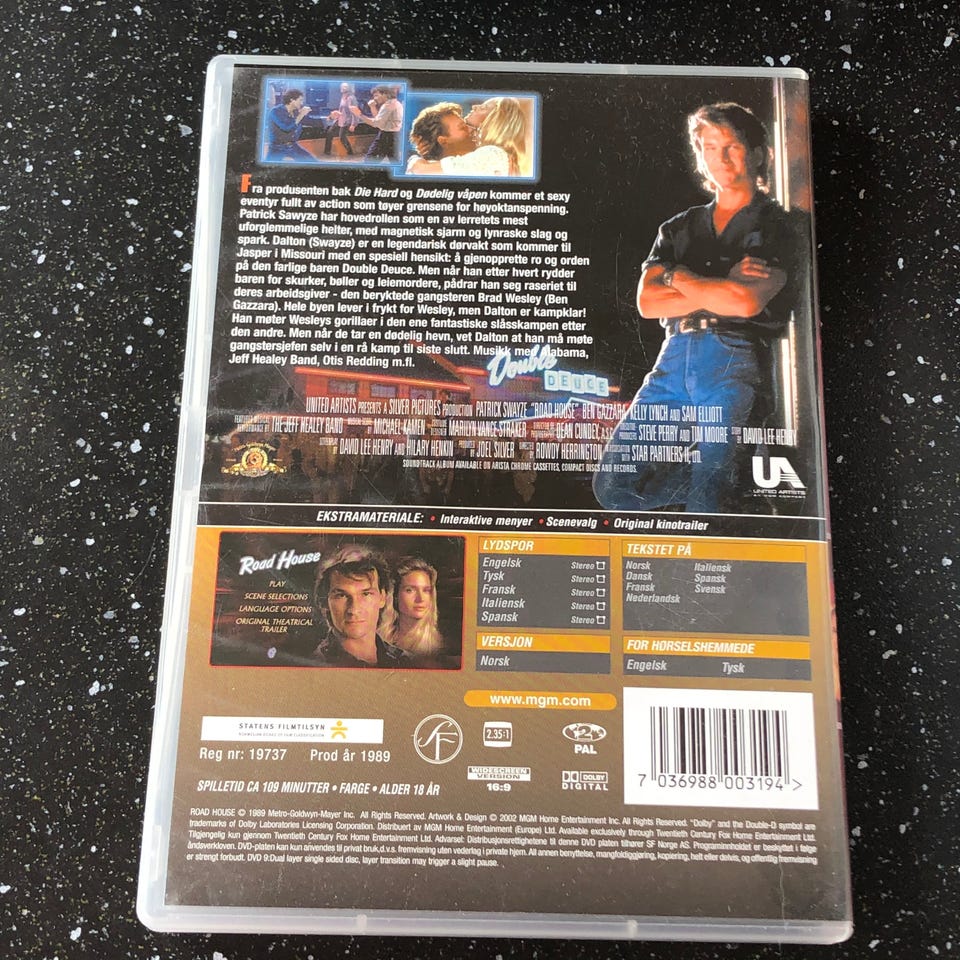 Fra produsenten bak Die Hard og Dødelig våpen kommer et sexy
eventyr fullt av action som tøyer grensene for høyoktanspenning.
Patrick Sawyze har hovedrollen som en av lerretets mest
uforglemmelige helter, med magnetisk sjarm og lynraske slag og
spark. Dalton (Swayze) er en legendarisk dørvakt som kommer til
Jasper i Missouri med en spesiell hensikt: å gjenopprette ro og orden
på den farlige baren Double Deuce. Men når han etter hvert rydder
baren for skurker, bøller og leiemordere, pådrar han seg raseriet til
deres arbeidsgiver - den beryktede gangsteren Brad Wesley (Ben
Gazzara). Hele byen lever i frykt for Wesley, men Dalton er kampklar!
Han møter Wesleys gorillaer i den ene fantastiske slåsskampen etter
den andre. Men når de tar en dødelig hevn, vet Dalton at han må møte
gangstersjefen selv i en rå kamp til siste slutt. Musikk med Alabama,
Jeff Healey Band, Otis Redding m.fl.
Double
DEUCE
UNITED ARTISTS PRESENTS A SILVER PICTURES PRODUCTION PATRICK SWAYZE "ROAD HOUSE" BEN GAZZARA KELLY LYNCH AND SAM ELLIOTT
THE JEFF HEALEY BAND MICHAEL KAMEN MARILYN VANCE-STRAKER DEAN CUNDEY, A.S.C. STEVE PERRY AND TIM MOORE STORY BY DAVID LEE HENRY
SCREENPLAY BY DAVID LEE HENRY AND HILARY HENKIN PRODUCED BY JOEL SILVER DIRECTED BY ROWDY HERRINGTON STAR PARTNERS II, LTD.
SOUNDTRACK ALBUM AVAILABLE ON ARISTA CHROME CASSETTES, COMPACT DISCS AND RECORDS.
UA
UNITED ARTISTS
EKSTRAMATERIALE: • Interaktive menyer • Scenevalg • Original kinotrailer
Road House
PLAY
SCENE SELECTIONS
LANGUAGE OPTIONS
ORIGINAL THEATRICAL
TRAILER
LYDSPOR
Engelsk Stereo
Tysk Stereo
Fransk Stereo
Italiensk Stereo
Spansk Stereo
VERSJON
Norsk
TEKSTET PÅ
Norsk Italiensk
Dansk Spansk
Fransk Svensk
Nederlandsk
FOR HØRSELSHEMMEDE
Engelsk Tysk
www.mgm.com
STATENS FILMTILSYN
NORWEGIAN BOARD OF FILM CLASSIFICATION
Reg nr: 19737 Prod år 1989
SF
2.35:1
WIDESCREEN
VERSION
16:9
2
PAL
DOLBY
DIGITAL
7 036988 003194 >
SPILLETID CA 109 MINUTTER • FARGE • ALDER 18 ÅR
ROAD HOUSE © 1989 Metro-Goldwyn-Mayer Inc. All Rights Reserved. Artwork & Design © 2002 MGM Home Entertainment Inc. All Rights Reserved. "Dolby" and the Double-D symbol are
trademarks of Dolby Laboratories Licensing Corporation. Distribuert av MGM Home Entertainment (Europe) Ltd. Available exclusively through Twentieth Century Fox Home Entertainment Ltd.
Tilgjengelig kun gjennom Twentieth Century Fox Home Entertainment Ltd. Advarsel: Distribusjonsrettighetene til denne DVD platen tilhører SF Norge AS. Programinnholdet er beskyttet i følge
åndsverkloven. DVD-platen kan kun anvendes til privat bruk,d.v.s. fremvisning uten vederlag i private hjem. All annen benyttelse, mangfoldiggjøring, kopiering, helt eller delvis, og offentlig fremvisning
er strengt forbudt. DVD 9:Dual layer single sided disc, layer transition may trigger a slight pause.